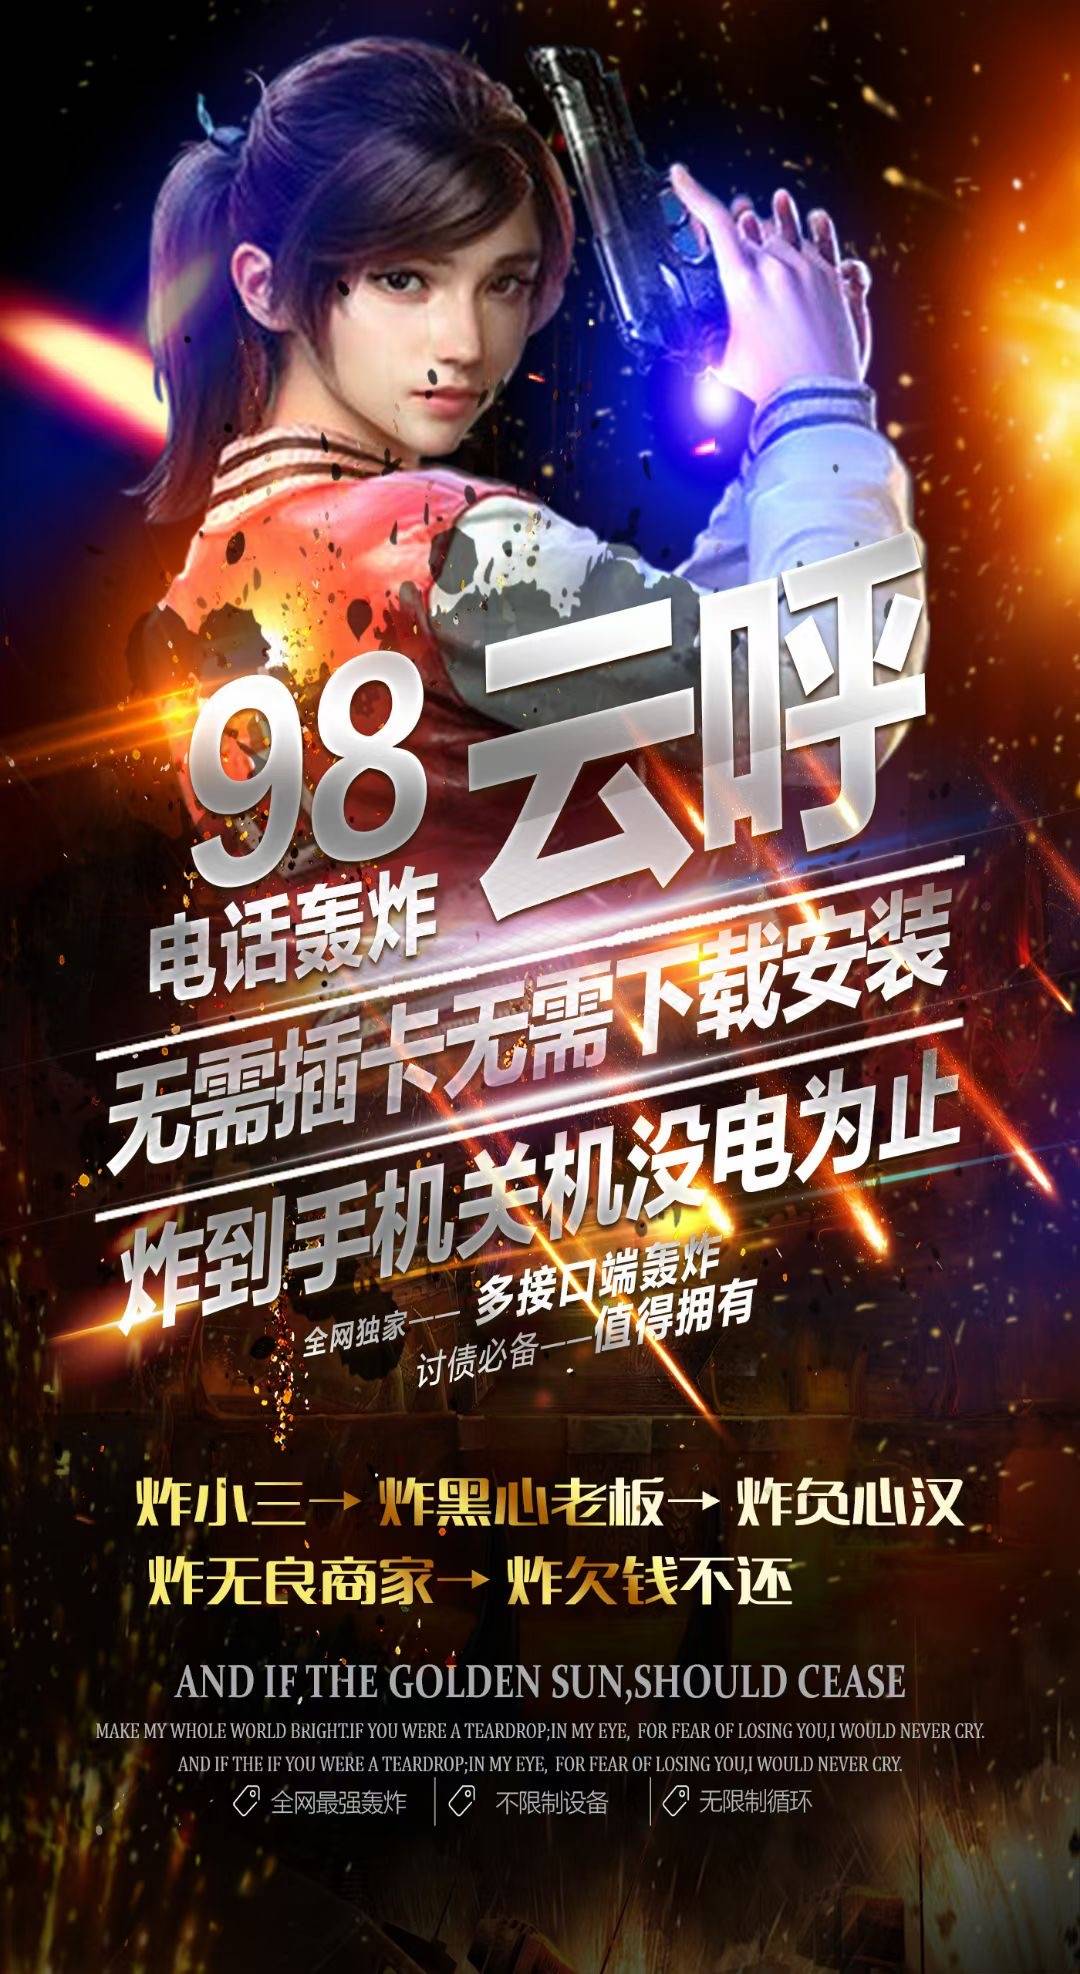 98云呼
电话轰炸
无需插卡无需下载安装
炸到手机关机没电为止
全网独家——多接口端轰炸
讨债必备——值得拥有
炸小三→炸黑心老板→炸负心汉
炸无良商家→炸欠钱不还
AND IF,THE GOLDEN SUN,SHOULD CEASE
MAKE MY WHOLE WORLD BRIGHT.IF YOU WERE A TEARDROP;IN MY EYE, FOR FEAR OF LOSING YOU,I WOULD NEVER CRY.
AND IF THE IF YOU WERE A TEARDROP;IN MY EYE, FOR FEAR OF LOSING YOU,I WOULD NEVER CRY.
全网最强轰炸 不限制设备 无限制循环